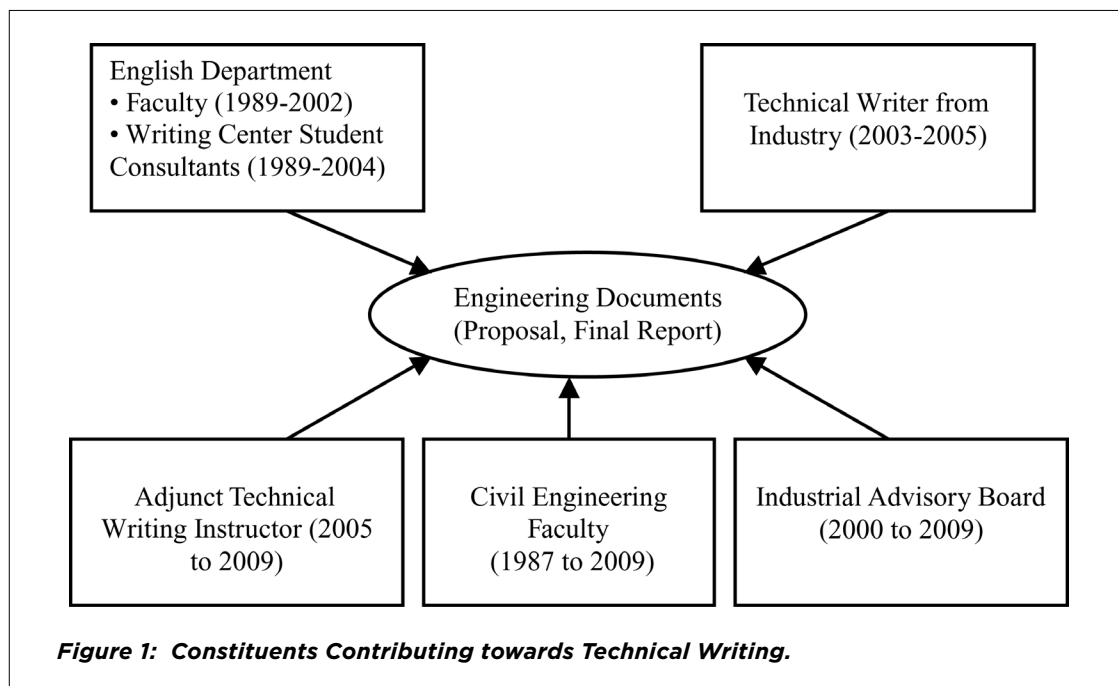 English Department
• Faculty (1989-2002)
• Writing Center Student
Consultants (1989-2004)
Technical Writer from
Industry (2003-2005)
Engineering Documents
(Proposal, Final Report)
Adjunct Technical
Writing Instructor (2005
to 2009)
Civil Engineering
Faculty
(1987 to 2009)
Industrial Advisory Board
(2000 to 2009)
Figure 1: Constituents Contributing towards Technical Writing.